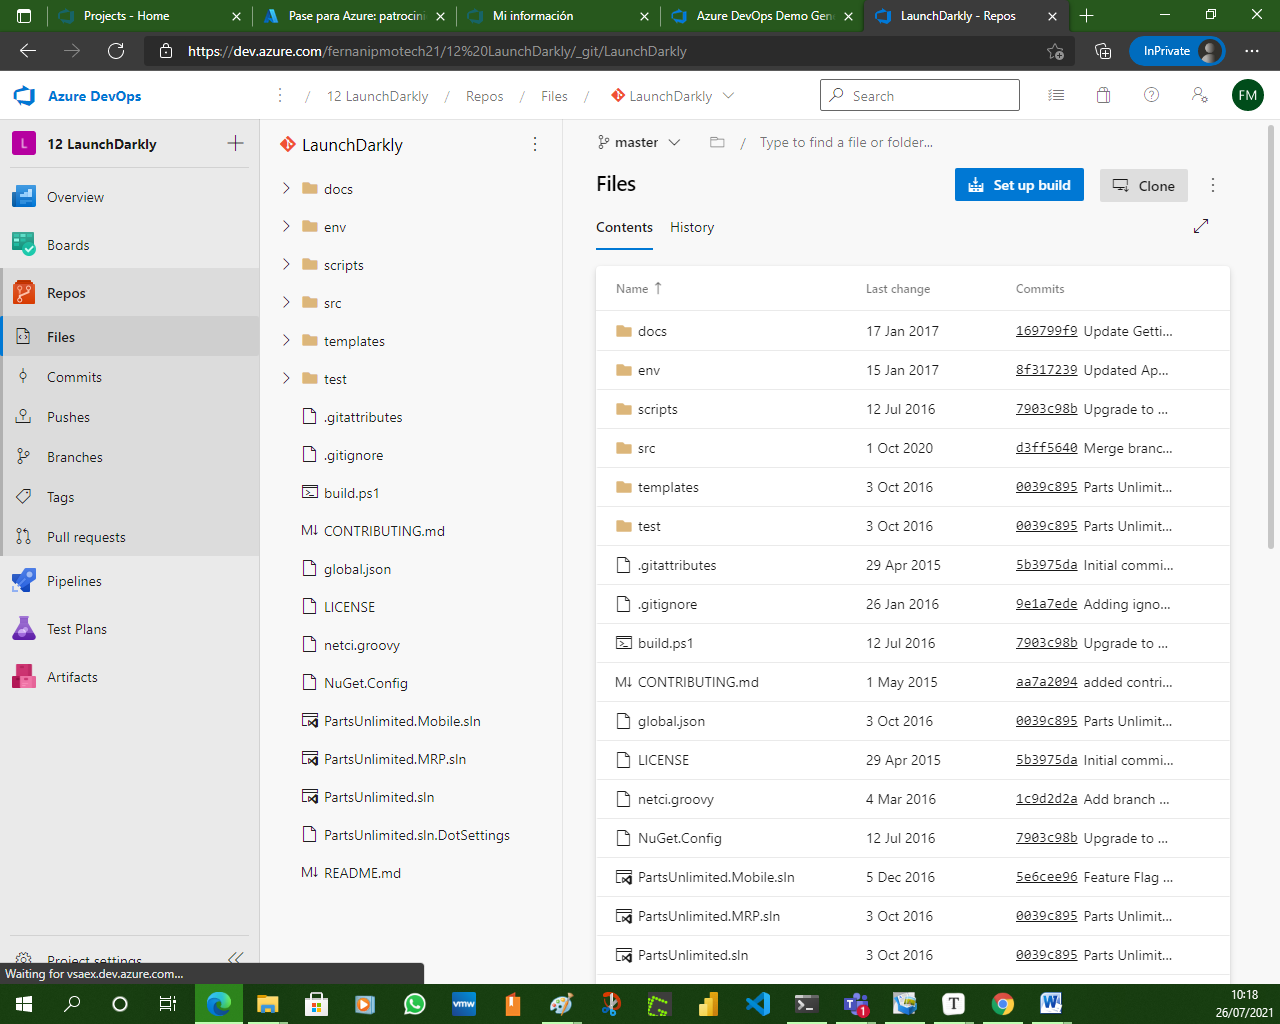 Projects - Home
Pase para Azure: patrocini
Mi información
Azure DevOps Demo Gen
LaunchDarkly - Repos
https://dev.azure.com/fernanipmotech21/12%20LaunchDarkly/_git/LaunchDarkly
InPrivate
Azure DevOps
/ 12 LaunchDarkly / Repos / Files / LaunchDarkly
Search
FM
L 12 LaunchDarkly
Overview
Boards
Repos
Files
Commits
Pushes
Branches
Tags
Pull requests
Pipelines
Test Plans
Artifacts
Project settings
Waiting for vsaex.dev.azure.com...
LaunchDarkly
docs
env
scripts
src
templates
test
.gitattributes
.gitignore
build.ps1
M↓ CONTRIBUTING.md
global.json
LICENSE
netci.groovy
NuGet.Config
PartsUnlimited.Mobile.sln
PartsUnlimited.MRP.sln
PartsUnlimited.sln
PartsUnlimited.sln.DotSettings
M↓ README.md
master / Type to find a file or folder...
Files
Set up build
Clone
Contents History
Name ↑ Last change Commits
docs 17 Jan 2017 169799f9 Update Getti...
env 15 Jan 2017 8f317239 Updated Ap...
scripts 12 Jul 2016 7903c98b Upgrade to ...
src 1 Oct 2020 d3ff5640 Merge branc...
templates 3 Oct 2016 0039c895 Parts Unlimit...
test 3 Oct 2016 0039c895 Parts Unlimit...
.gitattributes 29 Apr 2015 5b3975da Initial commi...
.gitignore 26 Jan 2016 9e1a7ede Adding igno...
build.ps1 12 Jul 2016 7903c98b Upgrade to ...
M↓ CONTRIBUTING.md 1 May 2015 aa7a2094 added contri...
global.json 3 Oct 2016 0039c895 Parts Unlimit...
LICENSE 29 Apr 2015 5b3975da Initial commi...
netci.groovy 4 Mar 2016 1c9d2d2a Add branch ...
NuGet.Config 12 Jul 2016 7903c98b Upgrade to ...
PartsUnlimited.Mobile.sln 5 Dec 2016 5e6cee96 Feature Flag ...
PartsUnlimited.MRP.sln 3 Oct 2016 0039c895 Parts Unlimit...
PartsUnlimited.sln 3 Oct 2016 0039c895 Parts Unlimit...
vmw
1
T
W
10:18
26/07/2021